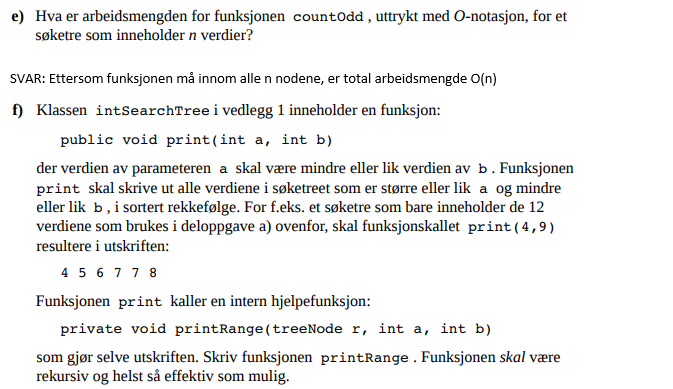 e) Hva er arbeidsmengden for funksjonen countOdd , uttrykt med O-notasjon, for et
søketre som inneholder n verdier?
SVAR: Ettersom funksjonen må innom alle n nodene, er total arbeidsmengde O(n)
f) Klassen intSearchTree i vedlegg 1 inneholder en funksjon:
public void print(int a, int b)
der verdien av parameteren a skal være mindre eller lik verdien av b . Funksjonen
print skal skrive ut alle verdiene i søketreet som er større eller lik a og mindre
eller lik b , i sortert rekkefølge. For f.eks. et søketre som bare inneholder de 12
verdiene som brukes i deloppgave a) ovenfor, skal funksjonskallet print(4,9)
resultere i utskriften:
4 5 6 7 7 8
Funksjonen print kaller en intern hjelpefunksjon:
private void printRange(treeNode r, int a, int b)
som gjør selve utskriften. Skriv funksjonen printRange . Funksjonen skal være
rekursiv og helst så effektiv som mulig.